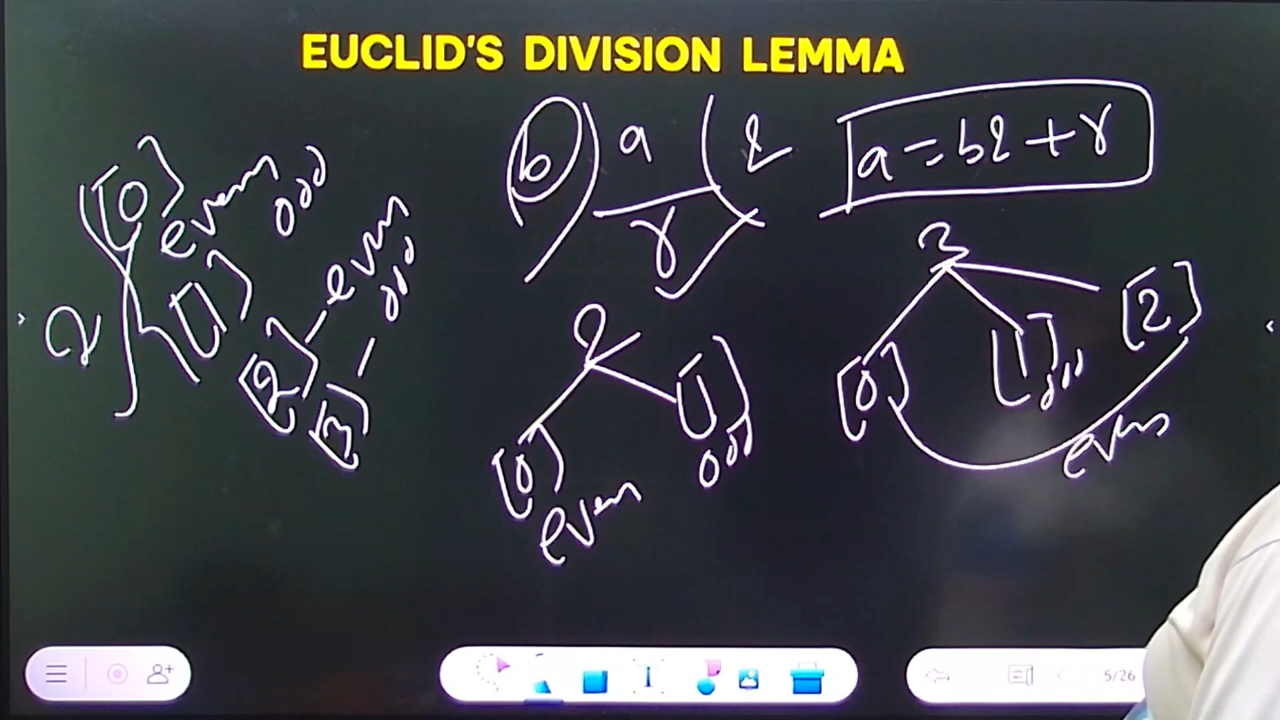 EUCLID'S DIVISION LEMMA
b) a ( q
r
a = bq + r
[0] even odd
[1]
[2] - even
[3] - odd
2
[0] even
[1] odd
3
[0]
[1] odd
[2]
even
5/26